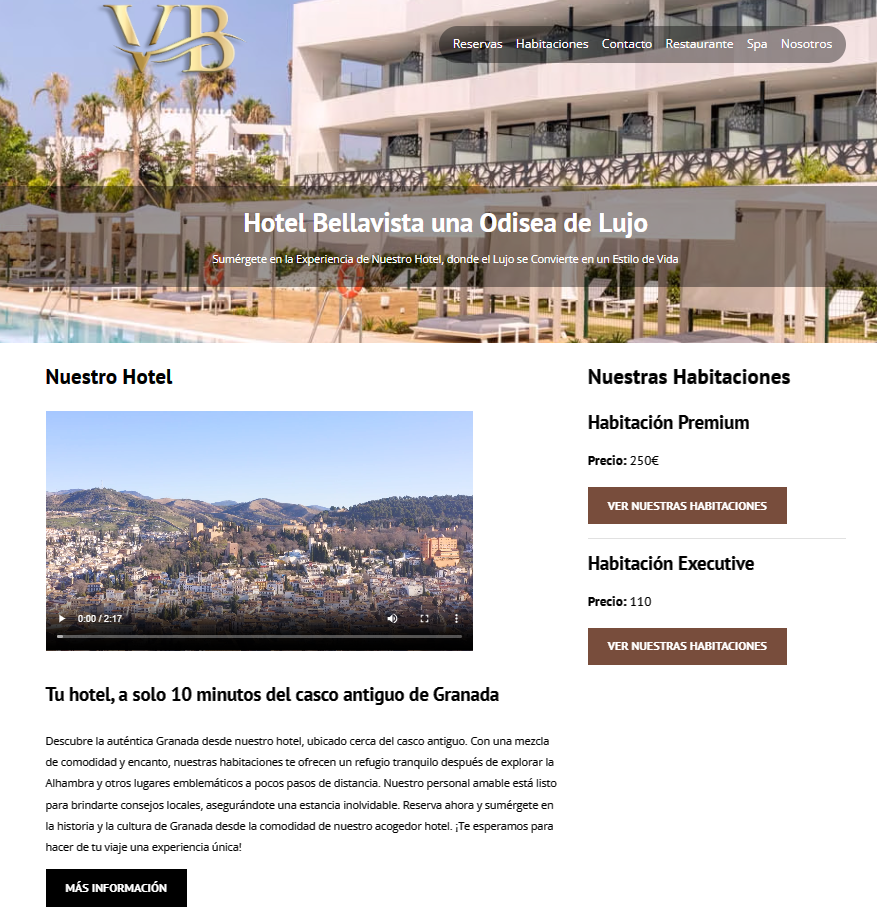 VB
Reservas Habitaciones Contacto Restaurante Spa Nosotros
Hotel Bellavista una Odisea de Lujo
Sumérgete en la Experiencia de Nuestro Hotel, donde el Lujo se Convierte en un Estilo de Vida
Nuestro Hotel
0:00 / 2:17
Tu hotel, a solo 10 minutos del casco antiguo de Granada
Descubre la auténtica Granada desde nuestro hotel, ubicado cerca del casco antiguo. Con una mezcla
de comodidad y encanto, nuestras habitaciones te ofrecen un refugio tranquilo después de explorar la
Alhambra y otros lugares emblemáticos a pocos pasos de distancia. Nuestro personal amable está listo
para brindarte consejos locales, asegurándote una estancia inolvidable. Reserva ahora y sumérgete en
la historia y la cultura de Granada desde la comodidad de nuestro acogedor hotel. ¡Te esperamos para
hacer de tu viaje una experiencia única!
MÁS INFORMACIÓN
Nuestras Habitaciones
Habitación Premium
Precio: 250€
VER NUESTRAS HABITACIONES
Habitación Executive
Precio: 110
VER NUESTRAS HABITACIONES